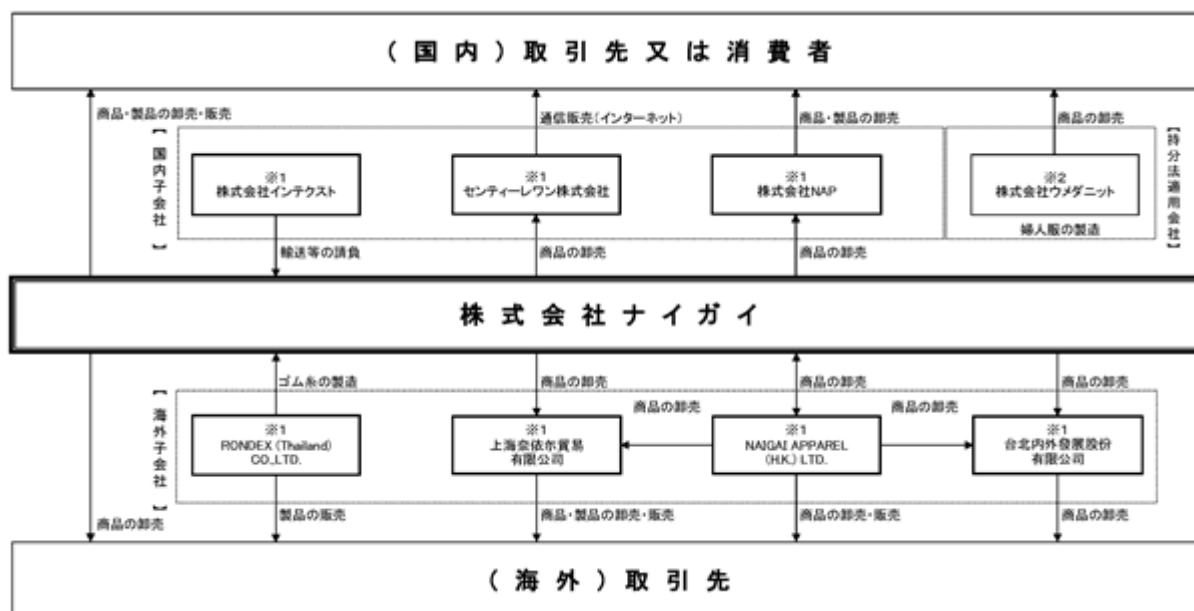 (国内)取引先又は消費者
商品・製品の卸売・販売
通信販売(インターネット)
商品・製品の卸売
商品の卸売
【国内子会社】
※1
株式会社インテクスト
※1
センティーレワン株式会社
※1
株式会社NAP
※2
株式会社ウメダニット
【持分法適用会社】
婦人服の製造
輸送等の請負
商品の卸売
商品の卸売
株式会社ナイガイ
ゴム糸の製造
商品の卸売
商品の卸売
商品の卸売
【海外子会社】
商品の卸売
商品の卸売
※1
RONDEX (Thailand)
CO.,LTD.
※1
上海奈依尓貿易
有限公司
※1
NAIGAI APPAREL
(H.K.) LTD.
※1
台北内外發展股份
有限公司
商品の卸売
製品の販売
商品・製品の卸売・販売
商品の卸売・販売
商品の卸売
(海外)取引先